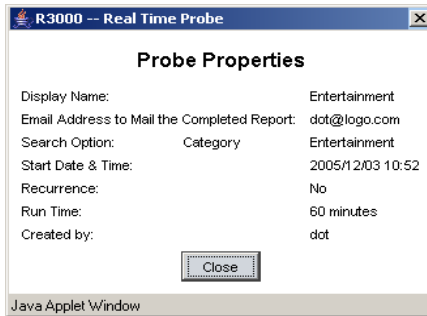 R3000 -- Real Time Probe
Probe Properties
Display Name: Entertainment
Email Address to Mail the Completed Report: dot@logo.com
Search Option: Category Entertainment
Start Date & Time: 2005/12/03 10:52
Recurrence: No
Run Time: 60 minutes
Created by: dot
Close
Java Applet Window